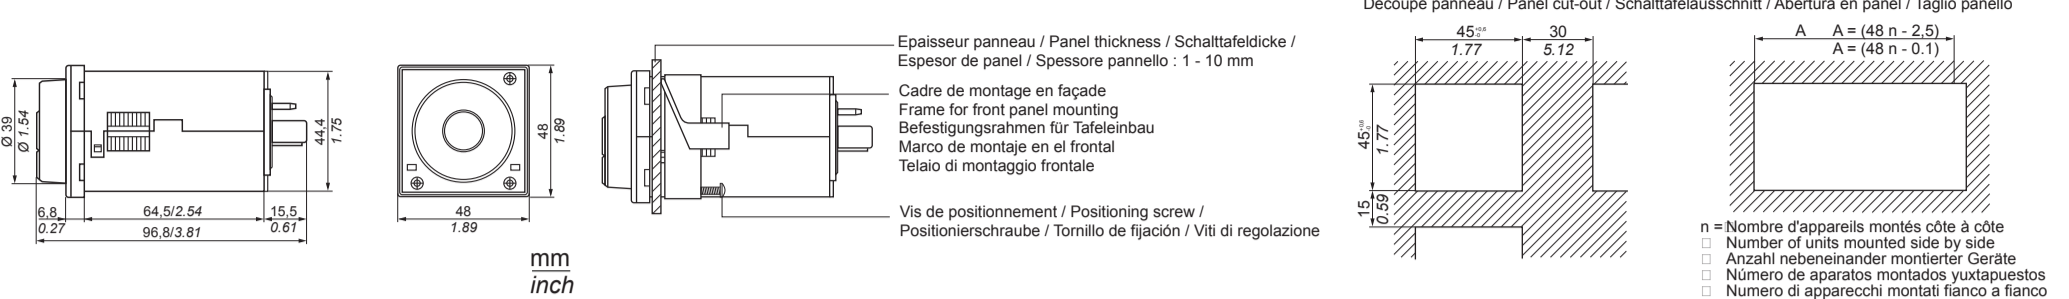 Ø 39
Ø 1.54
44,4
1.75
6,8
0.27
64,5/2.54
15,5
0.61
96,8/3.81
48
1.89
48
1.89
mm
inch
Epaisseur panneau / Panel thickness / Schalttafeldicke /
Espesor de panel / Spessore pannello : 1 - 10 mm
Cadre de montage en façade
Frame for front panel mounting
Befestigungsrahmen für Tafeleinbau
Marco de montaje en el frontal
Telaio di montaggio frontale
Vis de positionnement / Positioning screw /
Positionierschraube / Tornillo de fijación / Viti di regolazione
Découpe panneau / Panel cut-out / Schalttafelausschnitt / Abertura en panel / Taglio panello
45 +0,6 -0
1.77
30
5.12
45 +0,6 -0
1.77
15
0.59
A A = (48 n - 2,5)
A = (48 n - 0.1)
n = Nombre d'appareils montés côte à côte
Number of units mounted side by side
Anzahl nebeneinander montierter Geräte
Número de aparatos montados yuxtapuestos
Numero di apparecchi montati fianco a fianco